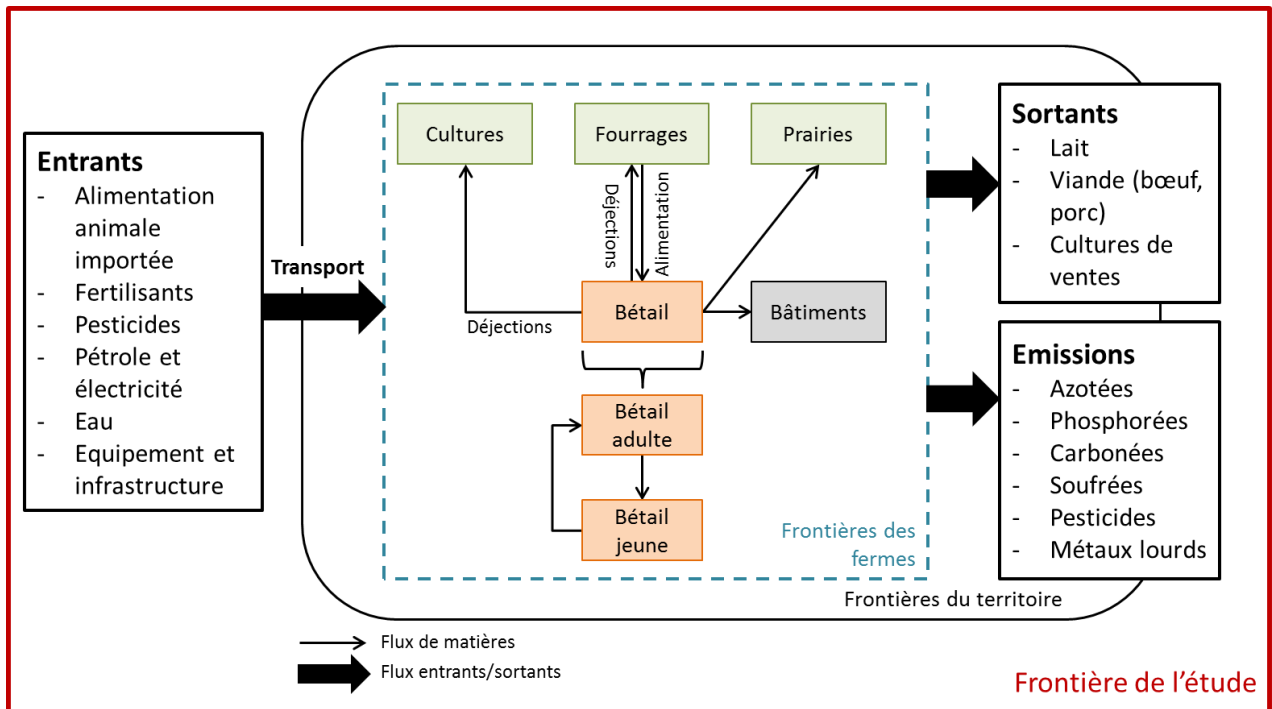 Entrants
- Alimentation
animale
importée
- Fertilisants
- Pesticides
- Pétrole et
électricité
- Eau
- Equipement et
infrastructure
Transport
Cultures
Fourrages
Prairies
Déjections
Alimentation
Déjections
Bétail
Bâtiments
Bétail
adulte
Bétail
jeune
Frontières des
fermes
Frontières du territoire
Sortants
- Lait
- Viande (bœuf,
porc)
- Cultures de
ventes
Emissions
- Azotées
- Phosphorées
- Carbonées
- Soufrées
- Pesticides
- Métaux lourds
Flux de matières
Flux entrants/sortants
Frontière de l’étude